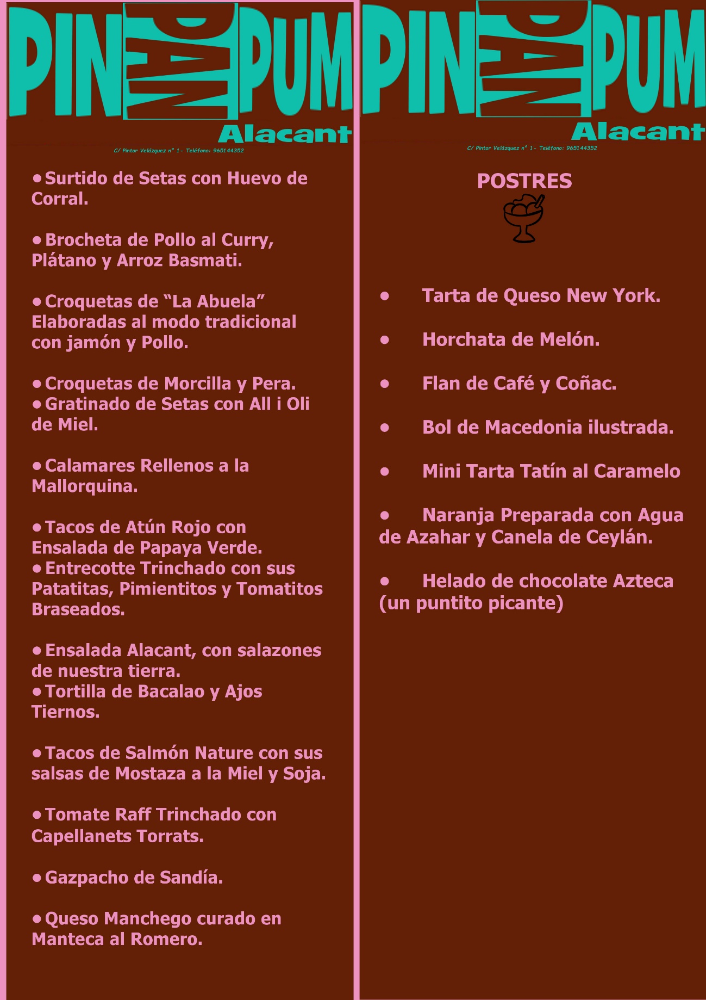 PIN PAN PUM
Alacant
C/ Pintor Velázquez nº 1- Teléfono: 965144352
●Surtido de Setas con Huevo de
Corral.
●Brocheta de Pollo al Curry,
Plátano y Arroz Basmati.
●Croquetas de “La Abuela”
Elaboradas al modo tradicional
con jamón y Pollo.
●Croquetas de Morcilla y Pera.
●Gratinado de Setas con All i Oli
de Miel.
●Calamares Rellenos a la
Mallorquina.
●Tacos de Atún Rojo con
Ensalada de Papaya Verde.
●Entrecotte Trinchado con sus
Patatitas, Pimientitos y Tomatitos
Braseados.
●Ensalada Alacant, con salazones
de nuestra tierra.
●Tortilla de Bacalao y Ajos
Tiernos.
●Tacos de Salmón Nature con sus
salsas de Mostaza a la Miel y Soja.
●Tomate Raff Trinchado con
Capellanets Torrats.
●Gazpacho de Sandía.
●Queso Manchego curado en
Manteca al Romero.
PIN PAN PUM
Alacant
C/ Pintor Velázquez nº 1- Teléfono: 965144352
POSTRES
● Tarta de Queso New York.
● Horchata de Melón.
● Flan de Café y Coñac.
● Bol de Macedonia ilustrada.
● Mini Tarta Tatín al Caramelo
● Naranja Preparada con Agua
de Azahar y Canela de Ceylán.
● Helado de chocolate Azteca
(un puntito picante)